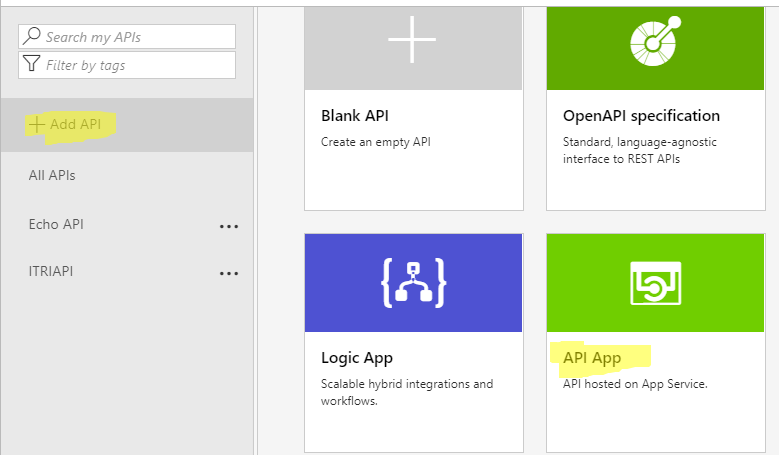 Search my APIs
Filter by tags
Add API
All APIs
Echo API
ITRIAPI
Blank API
Create an empty API
OpenAPI specification
Standard, language-agnostic
interface to REST APIs
Logic App
Scalable hybrid integrations and
workflows.
API App
API hosted on App Service.